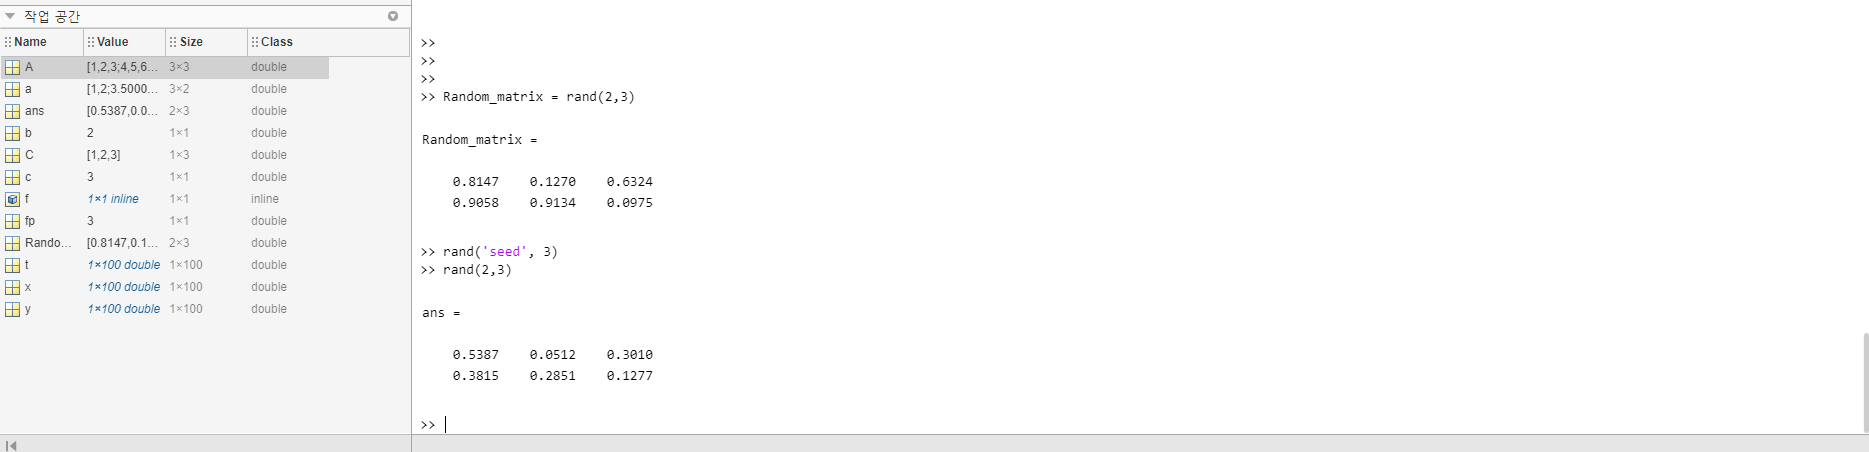 작업 공간
Name Value Size Class
A [1,2,3;4,5,6... 3×3 double
a [1,2;3.5000... 3×2 double
ans [0.5387,0.0... 2×3 double
b 2 1×1 double
C [1,2,3] 1×3 double
c 3 1×1 double
f 1×1 inline 1×1 inline
fp 3 1×1 double
Rando... [0.8147,0.1... 2×3 double
t 1×100 double 1×100 double
x 1×100 double 1×100 double
y 1×100 double 1×100 double
>>
>>
>>
>> Random_matrix = rand(2,3)
Random_matrix =
0.8147 0.1270 0.6324
0.9058 0.9134 0.0975
>> rand('seed', 3)
>> rand(2,3)
ans =
0.5387 0.0512 0.3010
0.3815 0.2851 0.1277
>>